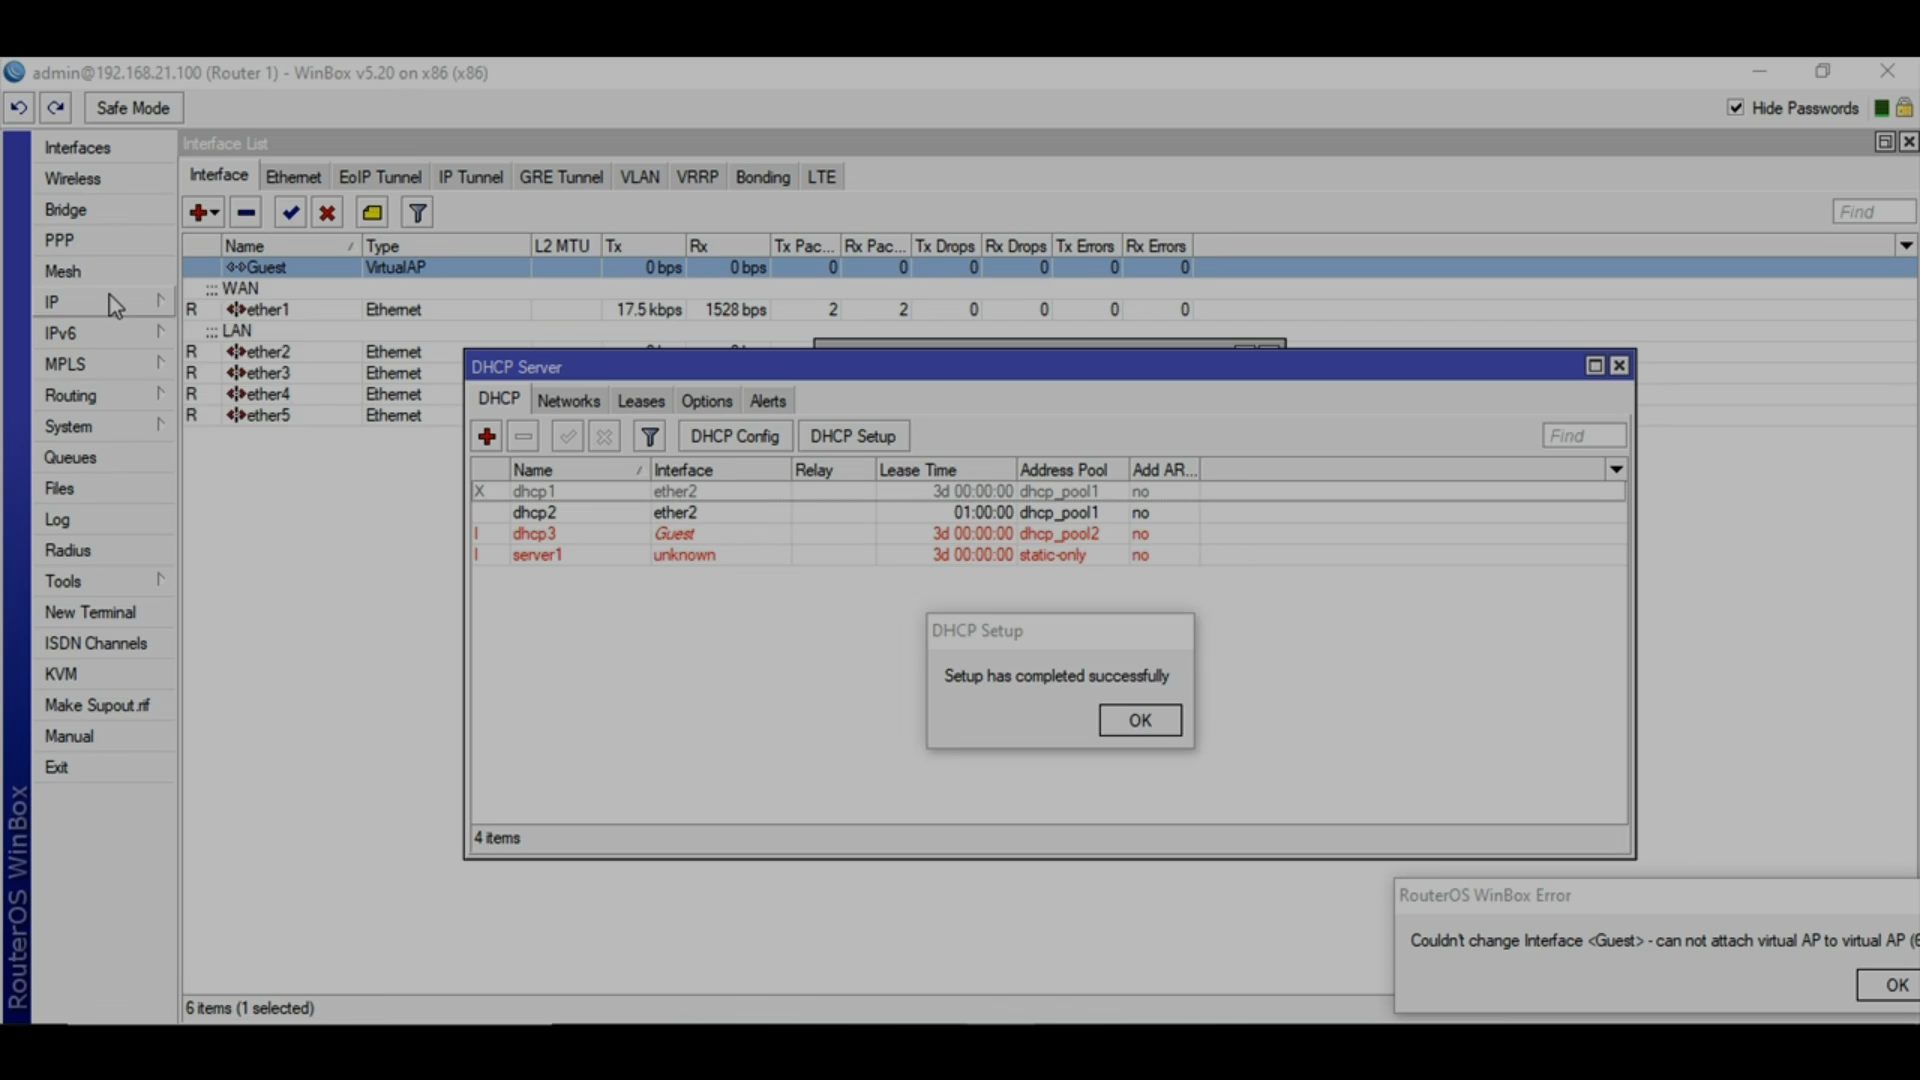 admin@192.168.21.100 (Router 1) - WinBox v5.20 on x86 (x86)
Safe Mode
Hide Passwords
Interfaces
Wireless
Bridge
PPP
Mesh
IP
IPv6
MPLS
Routing
System
Queues
Files
Log
Radius
Tools
New Terminal
ISDN Channels
KVM
Make Supout.rif
Manual
Exit
RouterOS WinBox
Interface List
Interface Ethernet EoIP Tunnel IP Tunnel GRE Tunnel VLAN VRRP Bonding LTE
Find
Name Type L2 MTU Tx Rx Tx Pac... Rx Pac... Tx Drops Rx Drops Tx Errors Rx Errors
Guest VirtualAP 0 bps 0 bps 0 0 0 0 0 0
::: WAN
R ether1 Ethernet 17.5 kbps 1528 bps 2 2 0 0 0 0
::: LAN
R ether2 Ethernet
R ether3 Ethernet
R ether4 Ethernet
R ether5 Ethernet
6 items (1 selected)
DHCP Server
DHCP Networks Leases Options Alerts
DHCP Config DHCP Setup Find
Name Interface Relay Lease Time Address Pool Add AR...
X dhcp1 ether2 3d 00:00:00 dhcp_pool1 no
dhcp2 ether2 01:00:00 dhcp_pool1 no
I dhcp3 Guest 3d 00:00:00 dhcp_pool2 no
I server1 unknown 3d 00:00:00 static-only no
4 items
DHCP Setup
Setup has completed successfully
OK
RouterOS WinBox Error
Couldn't change Interface <Guest> - can not attach virtual AP to virtual AP (6
OK